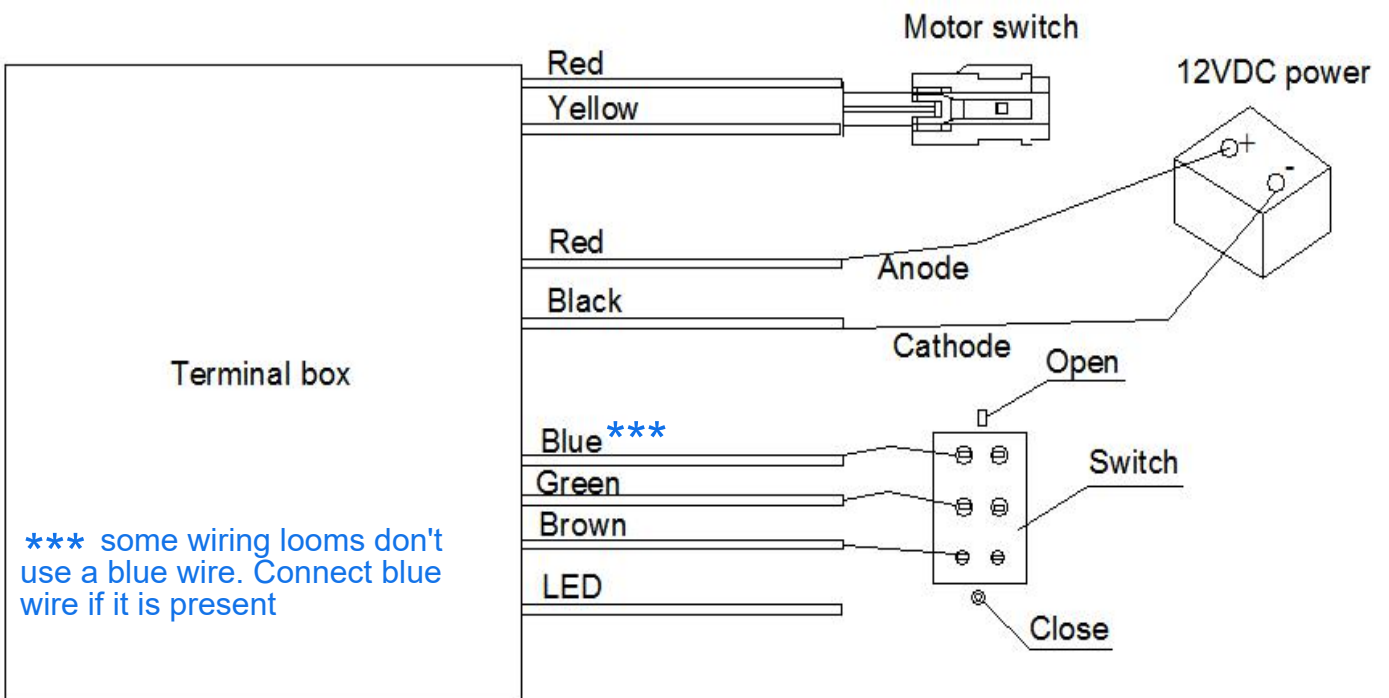 Motor switch
Red
12VDC power
Yellow
+
-
Red
Anode
Black
Cathode
Terminal box
Open
Blue ***
Switch
Green
Brown
*** some wiring looms don't
use a blue wire. Connect blue
wire if it is present
LED
Close